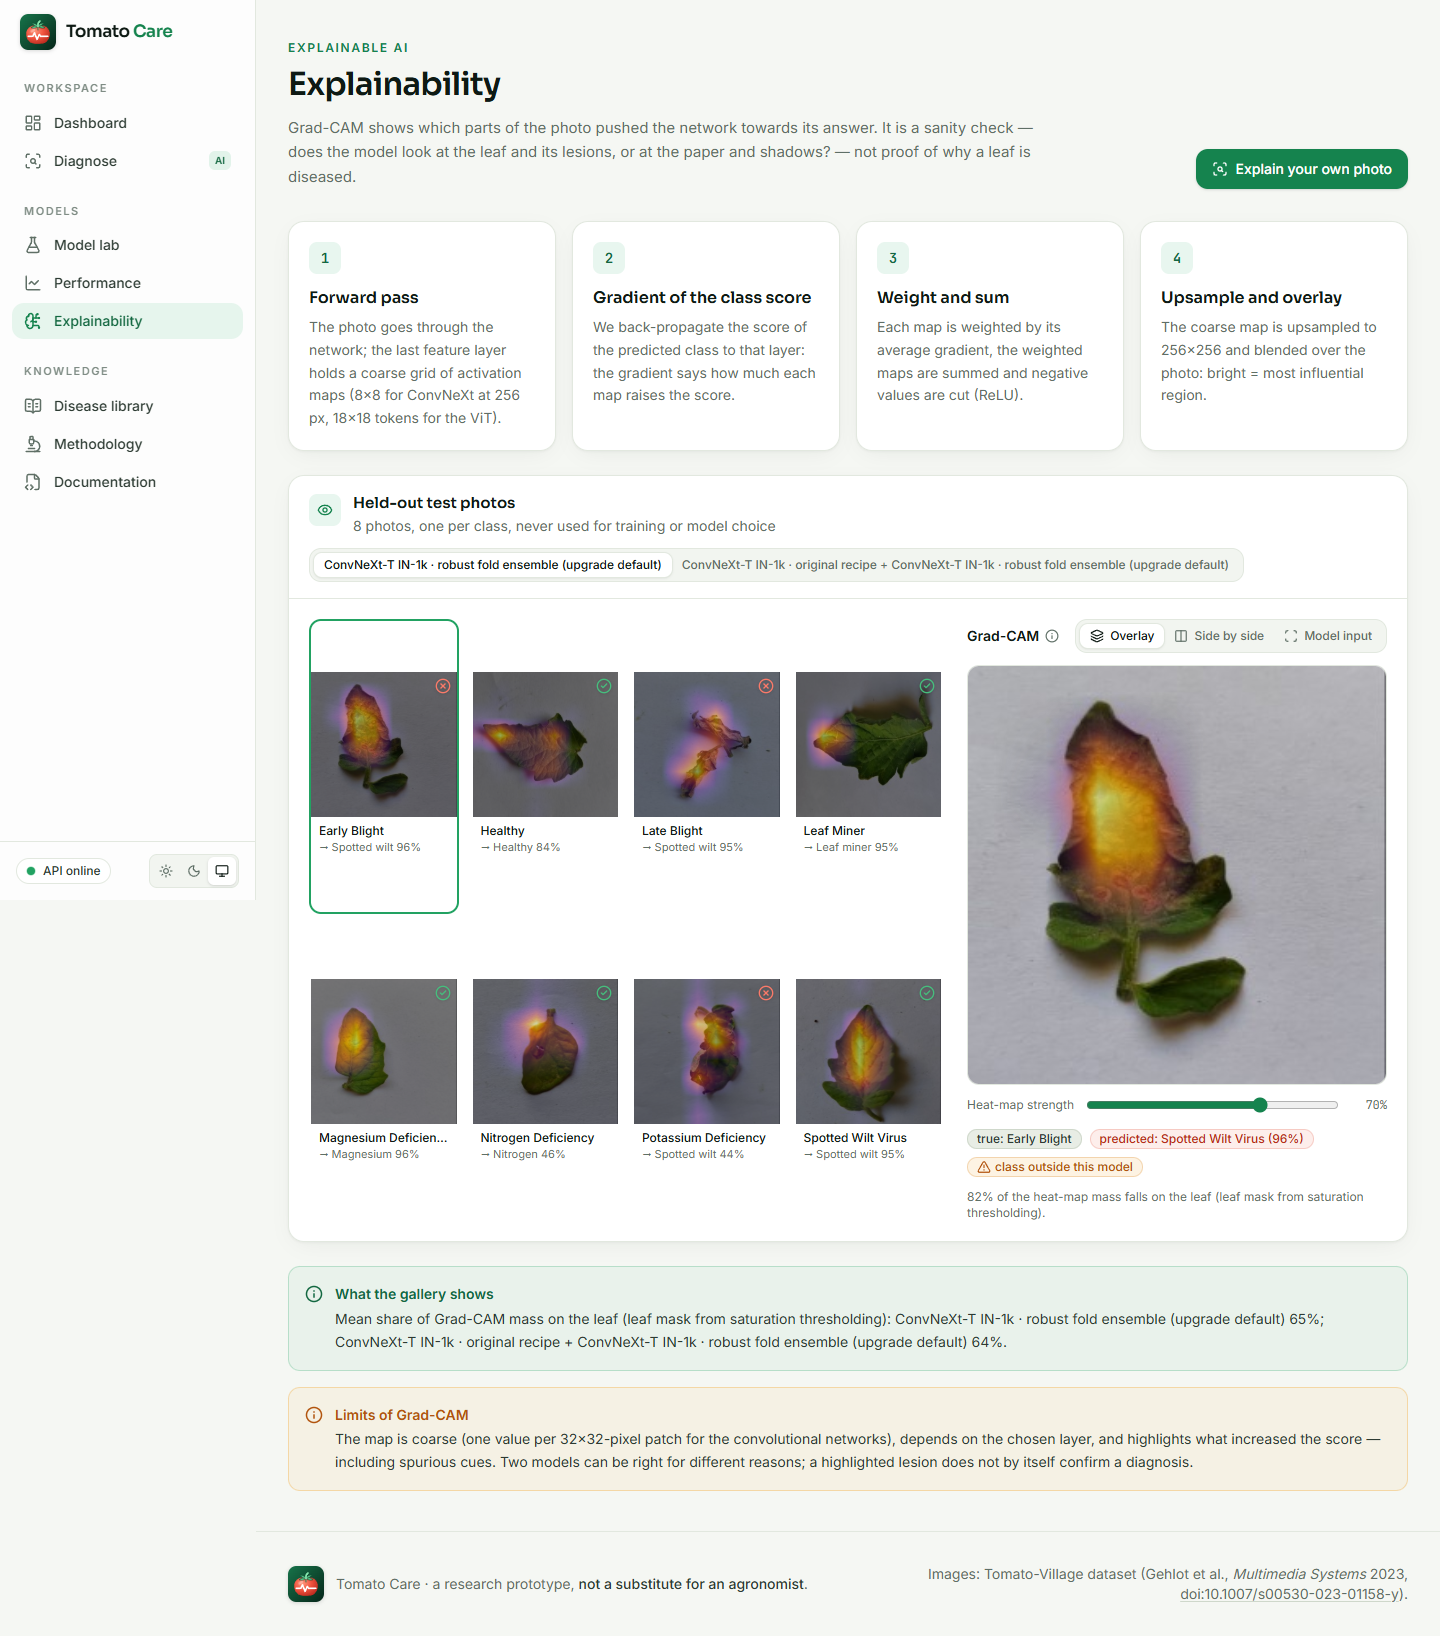 Tomato Care
WORKSPACE
Dashboard
Diagnose
AI
MODELS
Model lab
Performance
Explainability
KNOWLEDGE
Disease library
Methodology
Documentation
API online
EXPLAINABLE AI
Explainability
Grad-CAM shows which parts of the photo pushed the network towards its answer. It is a sanity check —
does the model look at the leaf and its lesions, or at the paper and shadows? — not proof of why a leaf is
diseased.
Explain your own photo
1
Forward pass
The photo goes through the
network; the last feature layer
holds a coarse grid of activation
maps (8×8 for ConvNeXt at 256
px, 18×18 tokens for the ViT).
2
Gradient of the class score
We back-propagate the score of
the predicted class to that layer:
the gradient says how much each
map raises the score.
3
Weight and sum
Each map is weighted by its
average gradient, the weighted
maps are summed and negative
values are cut (ReLU).
4
Upsample and overlay
The coarse map is upsampled to
256×256 and blended over the
photo: bright = most influential
region.
Held-out test photos
8 photos, one per class, never used for training or model choice
ConvNeXt-T IN-1k · robust fold ensemble (upgrade default)
ConvNeXt-T IN-1k · original recipe + ConvNeXt-T IN-1k · robust fold ensemble (upgrade default)
Early Blight
→ Spotted wilt 96%
Healthy
→ Healthy 84%
Late Blight
→ Spotted wilt 95%
Leaf Miner
→ Leaf miner 95%
Magnesium Deficien...
→ Magnesium 96%
Nitrogen Deficiency
→ Nitrogen 46%
Potassium Deficiency
→ Spotted wilt 44%
Spotted Wilt Virus
→ Spotted wilt 95%
Grad-CAM
Overlay
Side by side
Model input
Heat-map strength
70%
true: Early Blight
predicted: Spotted Wilt Virus (96%)
class outside this model
82% of the heat-map mass falls on the leaf (leaf mask from saturation
thresholding).
What the gallery shows
Mean share of Grad-CAM mass on the leaf (leaf mask from saturation thresholding): ConvNeXt-T IN-1k · robust fold ensemble (upgrade default) 65%;
ConvNeXt-T IN-1k · original recipe + ConvNeXt-T IN-1k · robust fold ensemble (upgrade default) 64%.
Limits of Grad-CAM
The map is coarse (one value per 32×32-pixel patch for the convolutional networks), depends on the chosen layer, and highlights what increased the score —
including spurious cues. Two models can be right for different reasons; a highlighted lesion does not by itself confirm a diagnosis.
Tomato Care · a research prototype, not a substitute for an agronomist.
Images: Tomato-Village dataset (Gehlot et al., Multimedia Systems 2023,
doi:10.1007/s00530-023-01158-y).